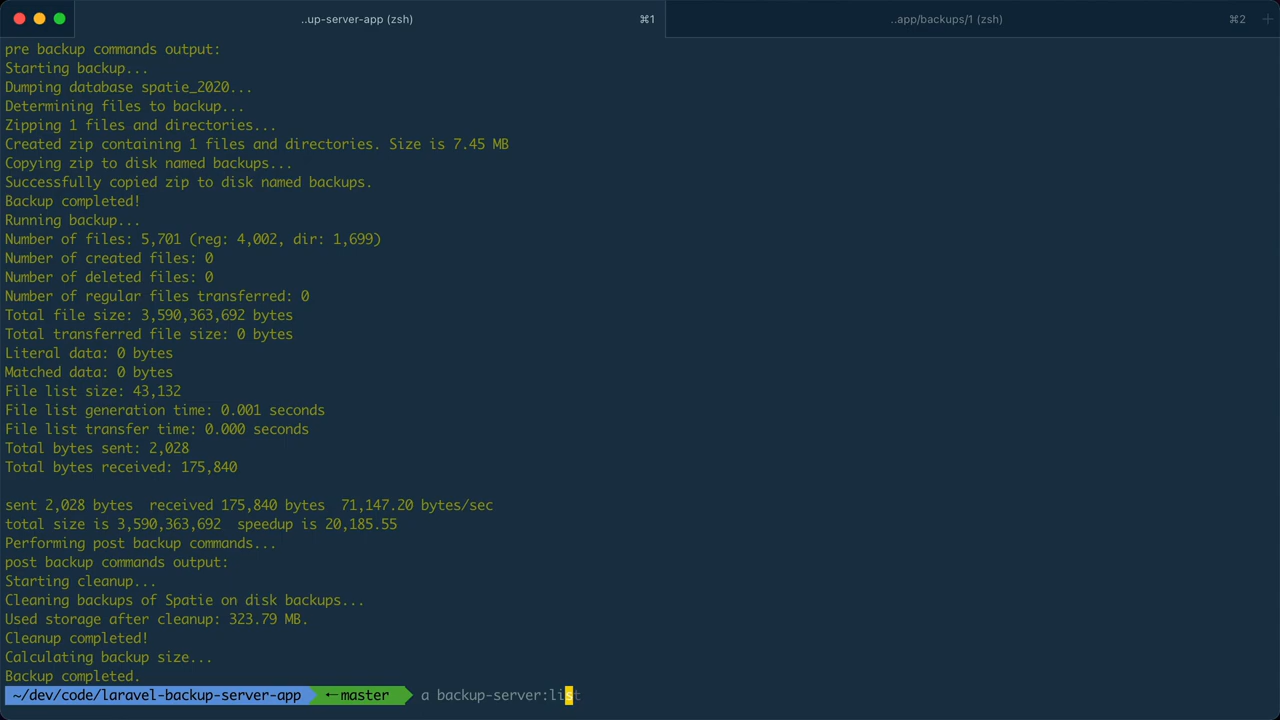 ..up-server-app (zsh) ⌘1 ..app/backups/1 (zsh) ⌘2 +
pre backup commands output:
Starting backup...
Dumping database spatie_2020...
Determining files to backup...
Zipping 1 files and directories...
Created zip containing 1 files and directories. Size is 7.45 MB
Copying zip to disk named backups...
Successfully copied zip to disk named backups.
Backup completed!
Running backup...
Number of files: 5,701 (reg: 4,002, dir: 1,699)
Number of created files: 0
Number of deleted files: 0
Number of regular files transferred: 0
Total file size: 3,590,363,692 bytes
Total transferred file size: 0 bytes
Literal data: 0 bytes
Matched data: 0 bytes
File list size: 43,132
File list generation time: 0.001 seconds
File list transfer time: 0.000 seconds
Total bytes sent: 2,028
Total bytes received: 175,840

sent 2,028 bytes  received 175,840 bytes  71,147.20 bytes/sec
total size is 3,590,363,692  speedup is 20,185.55
Performing post backup commands...
post backup commands output:
Starting cleanup...
Cleaning backups of Spatie on disk backups...
Used storage after cleanup: 323.79 MB.
Cleanup completed!
Calculating backup size...
Backup completed.
~/dev/code/laravel-backup-server-app ←master a backup-server:list